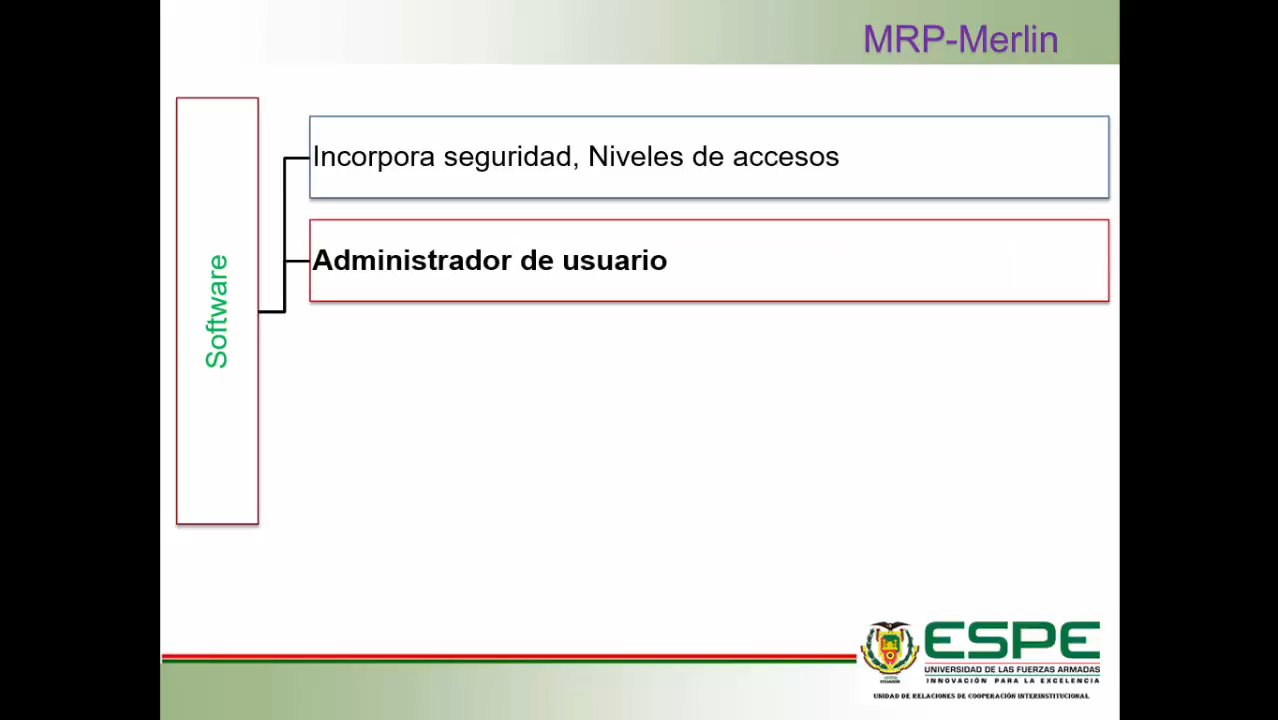 MRP-Merlin
Incorpora seguridad, Niveles de accesos
Administrador de usuario
Software
ESPE
UNIVERSIDAD DE LAS FUERZAS ARMADAS
INNOVACIÓN PARA LA EXCELENCIA
ECUADOR
UNIDAD DE RELACIONES DE COOPERACIÓN INTERINSTITUCIONAL